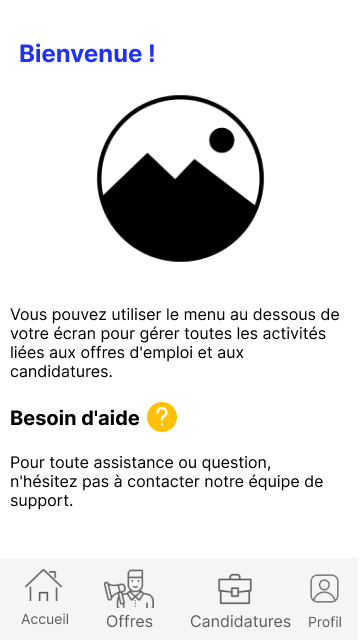 Bienvenue !
Vous pouvez utiliser le menu au dessous de
votre écran pour gérer toutes les activités
liées aux offres d'emploi et aux
candidatures.
Besoin d'aide ?
Pour toute assistance ou question,
n'hésitez pas à contacter notre équipe de
support.
Accueil Offres Candidatures Profil